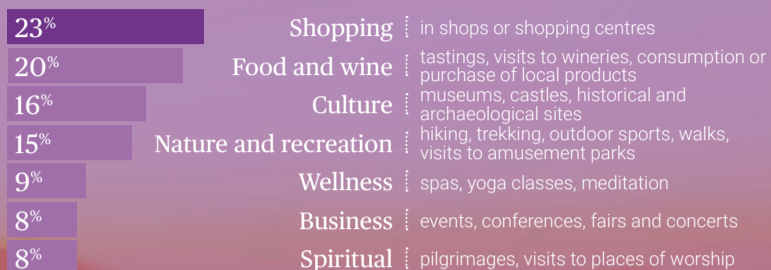 23% Shopping in shops or shopping centres
20% Food and wine tastings, visits to wineries, consumption or
purchase of local products
16% Culture museums, castles, historical and
archaeological sites
15% Nature and recreation hiking, trekking, outdoor sports, walks,
visits to amusement parks
9% Wellness spas, yoga classes, meditation
8% Business events, conferences, fairs and concerts
8% Spiritual pilgrimages, visits to places of worship